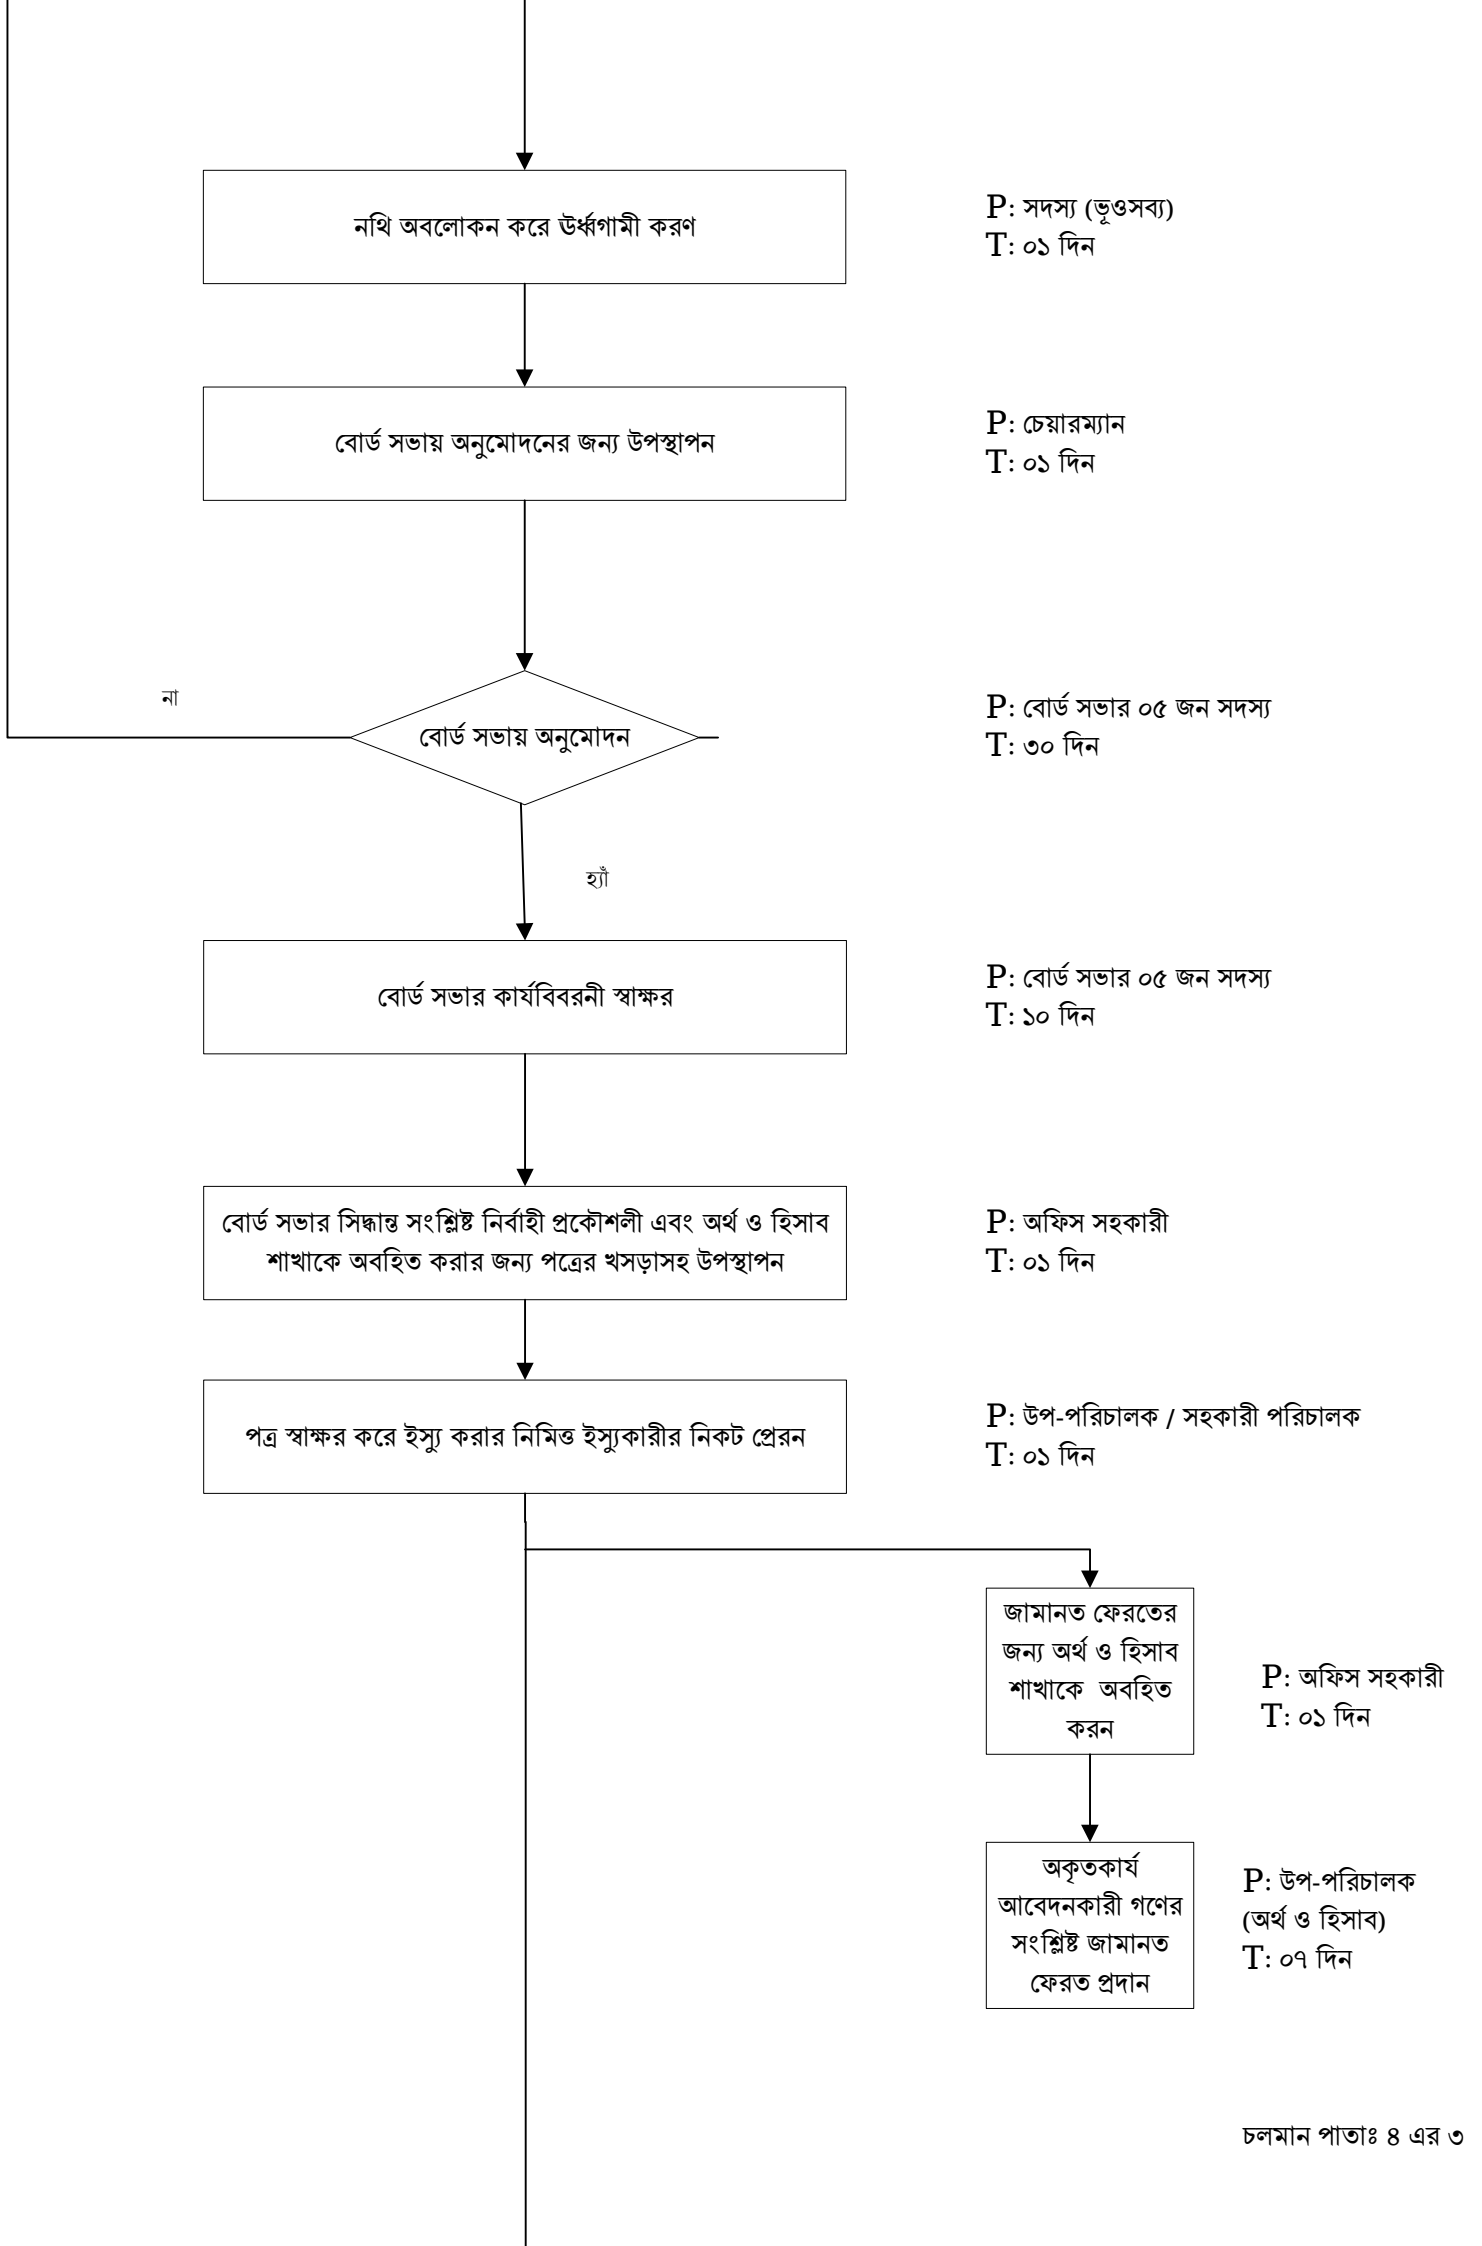 নথি অবলোকন করে ঊর্ধ্বগামী করণ
P: সদস্য (ভূওসব্য)
T: ০১ দিন
বোর্ড সভায় অনুমোদনের জন্য উপস্থাপন
P: চেয়ারম্যান
T: ০১ দিন
না
বোর্ড সভায় অনুমোদন
P: বোর্ড সভার ০৫ জন সদস্য
T: ৩০ দিন
হ্যাঁ
বোর্ড সভার কার্যবিবরনী স্বাক্ষর
P: বোর্ড সভার ০৫ জন সদস্য
T: ১০ দিন
বোর্ড সভার সিদ্ধান্ত সংশ্লিষ্ট নির্বাহী প্রকৌশলী এবং অর্থ ও হিসাব
শাখাকে অবহিত করার জন্য পত্রের খসড়াসহ উপস্থাপন
P: অফিস সহকারী
T: ০১ দিন
পত্র স্বাক্ষর করে ইস্যু করার নিমিত্ত ইস্যুকারীর নিকট প্রেরন
P: উপ-পরিচালক / সহকারী পরিচালক
T: ০১ দিন
জামানত ফেরতের
জন্য অর্থ ও হিসাব
শাখাকে অবহিত
করন
P: অফিস সহকারী
T: ০১ দিন
অকৃতকার্য
আবেদনকারী গণের
সংশ্লিষ্ট জামানত
ফেরত প্রদান
P: উপ-পরিচালক
(অর্থ ও হিসাব)
T: ০৭ দিন
চলমান পাতাঃ ৪ এর ৩